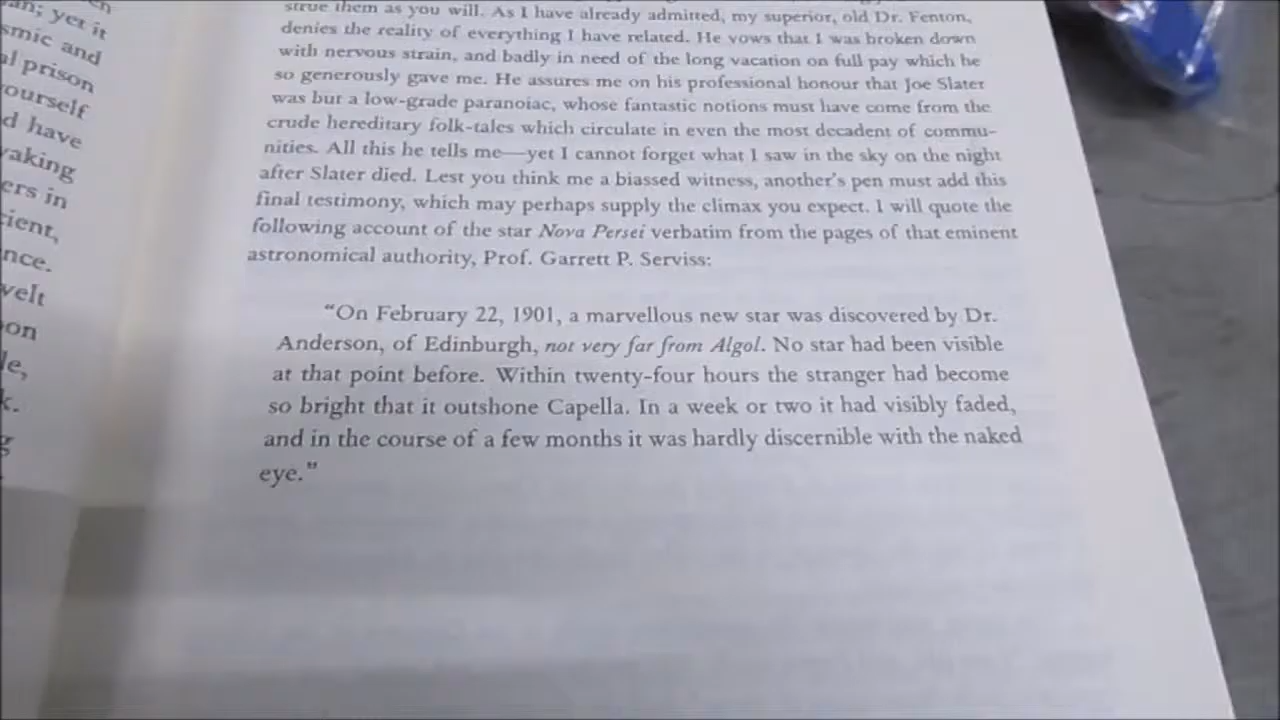 an; yet it
smic and
al prison
ourself
d have
vaking
ers in
cient,
nce.
velt
on
le,
k.
g
strue them as you will. As I have already admitted, my superior, old Dr. Fenton,
denies the reality of everything I have related. He vows that I was broken down
with nervous strain, and badly in need of the long vacation on full pay which he
so generously gave me. He assures me on his professional honour that Joe Slater
was but a low-grade paranoiac, whose fantastic notions must have come from the
crude hereditary folk-tales which circulate in even the most decadent of commu-
nities. All this he tells me—yet I cannot forget what I saw in the sky on the night
after Slater died. Lest you think me a biassed witness, another's pen must add this
final testimony, which may perhaps supply the climax you expect. I will quote the
following account of the star Nova Persei verbatim from the pages of that eminent
astronomical authority, Prof. Garrett P. Serviss:
“On February 22, 1901, a marvellous new star was discovered by Dr.
Anderson, of Edinburgh, not very far from Algol. No star had been visible
at that point before. Within twenty-four hours the stranger had become
so bright that it outshone Capella. In a week or two it had visibly faded,
and in the course of a few months it was hardly discernible with the naked
eye.”